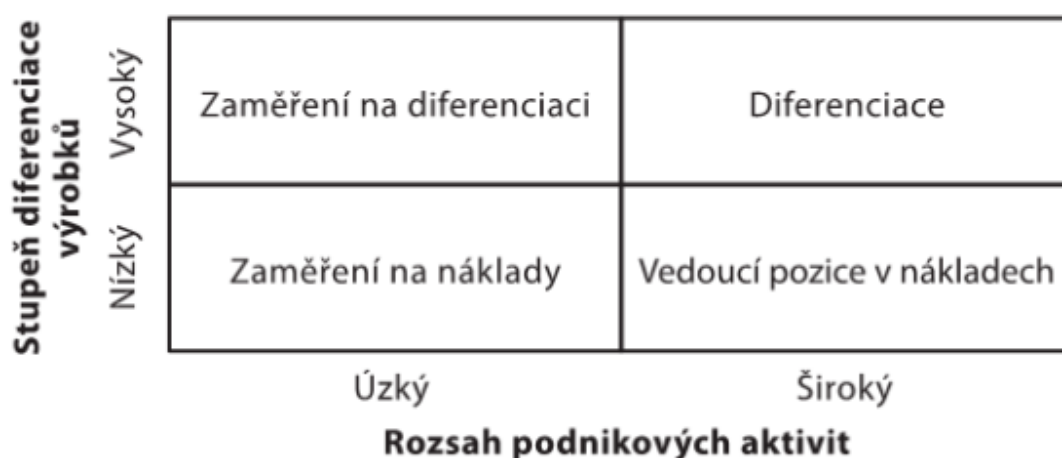 Stupeň diferenciace
výrobků
Vysoký
Zaměření na diferenciaci
Diferenciace
Nízký
Zaměření na náklady
Vedoucí pozice v nákladech
Úzký
Široký
Rozsah podnikových aktivit